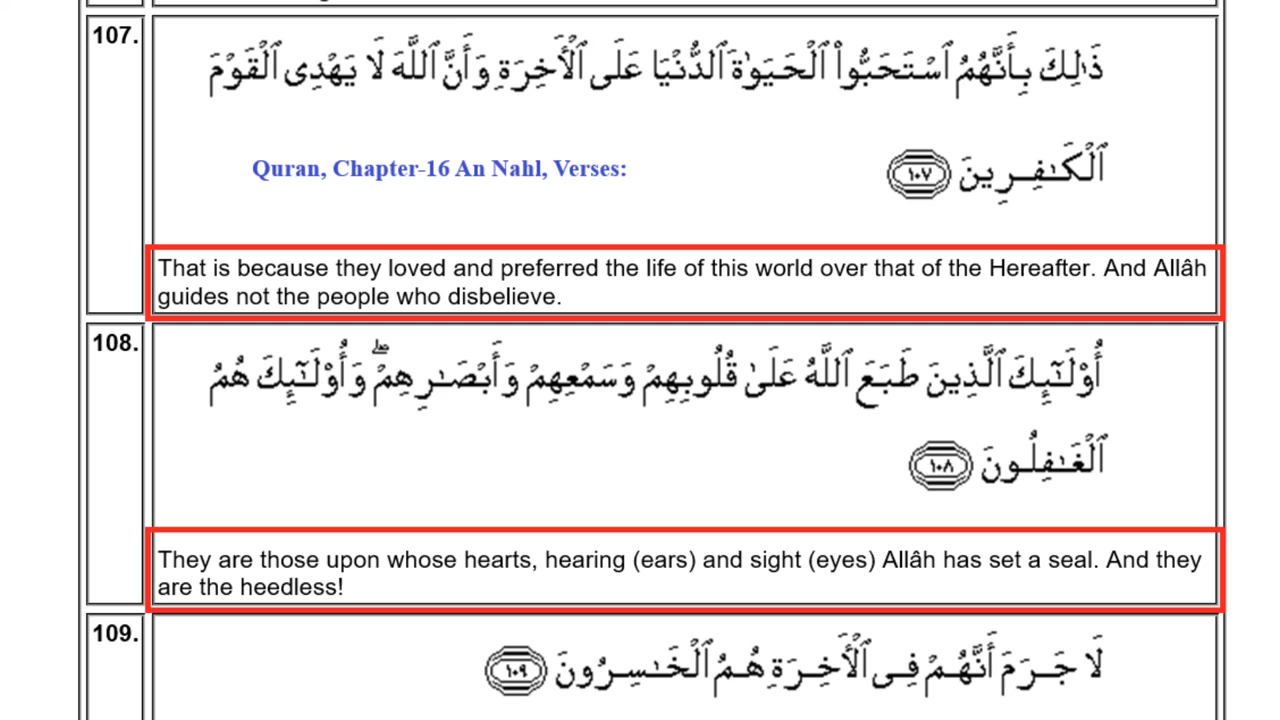 107.
ذَٰلِكَ بِأَنَّهُمُ ٱسْتَحَبُّوا۟ ٱلْحَيَوٰةَ ٱلدُّنْيَا عَلَى ٱلْأَخِرَةِ وَأَنَّ ٱللَّهَ لَا يَهْدِى ٱلْقَوْمَ
ٱلْكَـٰفِرِينَ ١٠٧
Quran, Chapter-16 An Nahl, Verses:
That is because they loved and preferred the life of this world over that of the Hereafter. And Allâh
guides not the people who disbelieve.
108.
أُو۟لَـٰٓئِكَ ٱلَّذِينَ طَبَعَ ٱللَّهُ عَلَىٰ قُلُوبِهِمْ وَسَمْعِهِمْ وَأَبْصَـٰرِهِمْ ۖ وَأُو۟لَـٰٓئِكَ هُمُ
ٱلْغَـٰفِلُونَ ١٠٨
They are those upon whose hearts, hearing (ears) and sight (eyes) Allâh has set a seal. And they
are the heedless!
109.
لَا جَرَمَ أَنَّهُمْ فِى ٱلْأَخِرَةِ هُمُ ٱلْخَـٰسِرُونَ ١٠٩